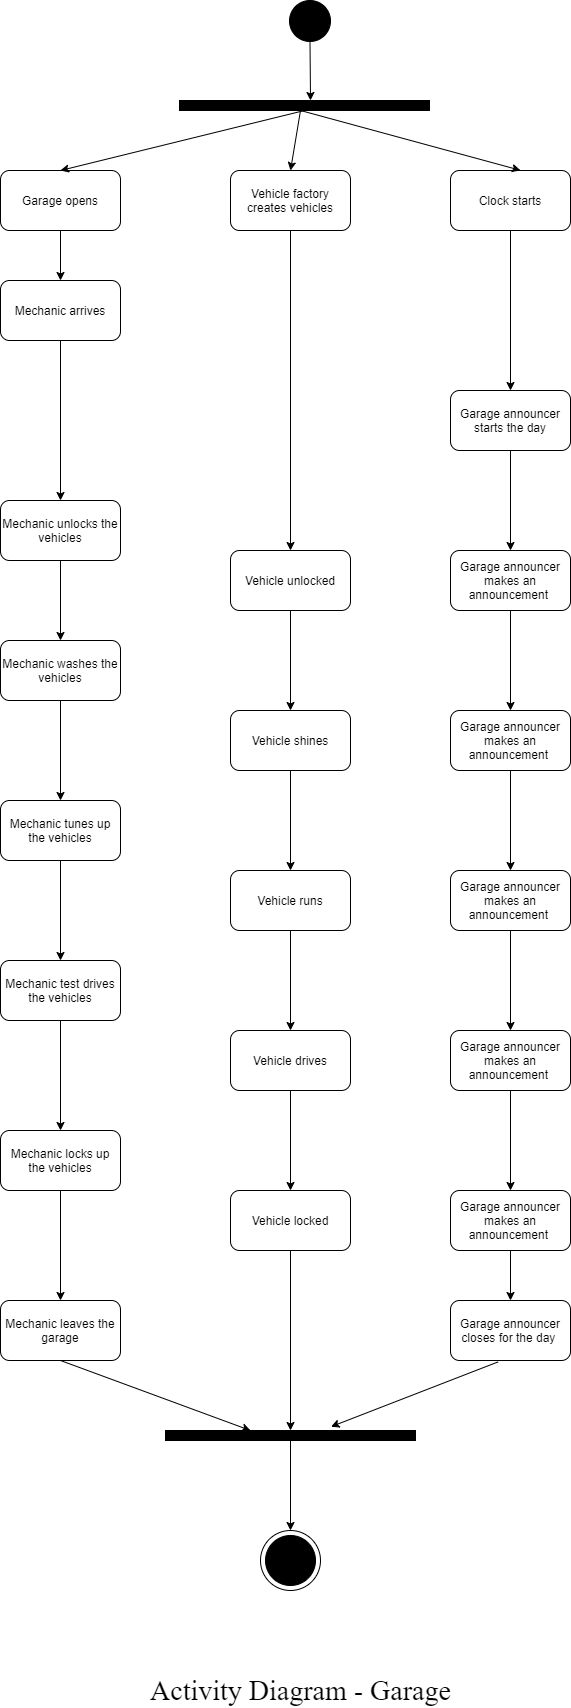 Garage opens
Vehicle factory
creates vehicles
Clock starts
Mechanic arrives
Garage announcer
starts the day
Mechanic unlocks the
vehicles
Vehicle unlocked
Garage announcer
makes an
announcement
Mechanic washes the
vehicles
Vehicle shines
Garage announcer
makes an
announcement
Mechanic tunes up
the vehicles
Vehicle runs
Garage announcer
makes an
announcement
Mechanic test drives
the vehicles
Vehicle drives
Garage announcer
makes an
announcement
Mechanic locks up
the vehicles
Vehicle locked
Garage announcer
makes an
announcement
Mechanic leaves the
garage
Garage announcer
closes for the day
Activity Diagram - Garage